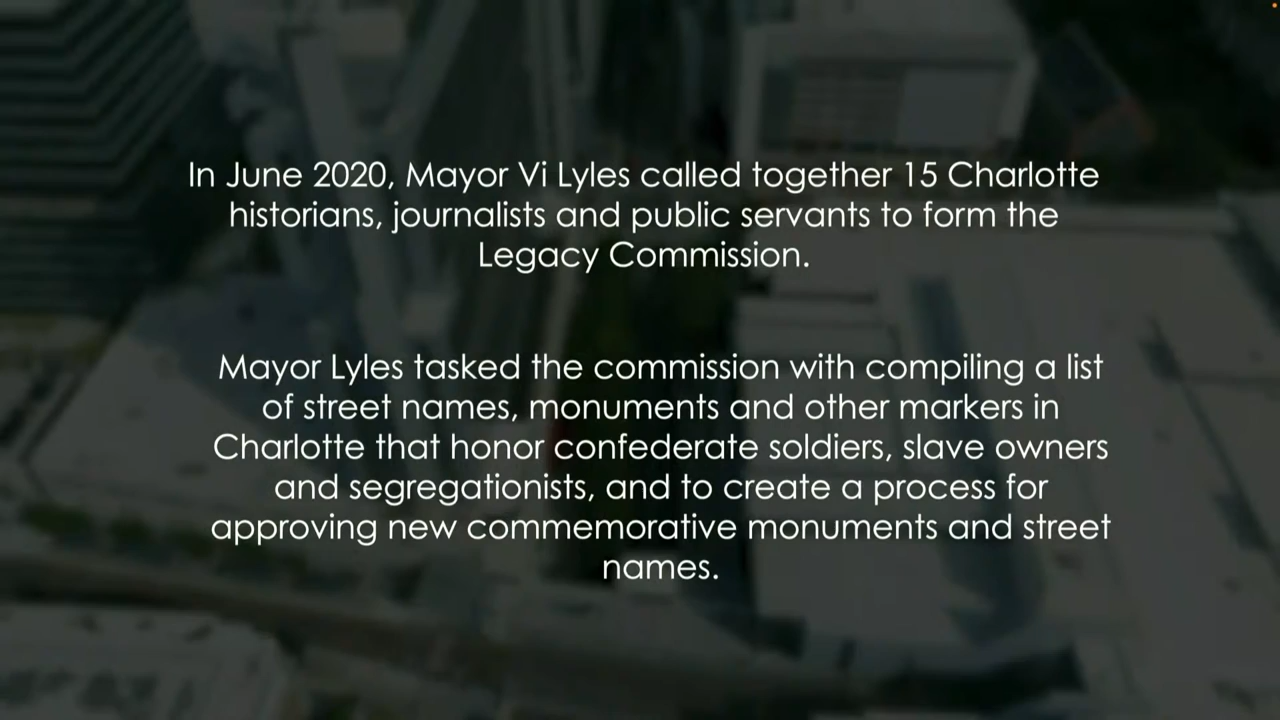 In June 2020, Mayor Vi Lyles called together 15 Charlotte
historians, journalists and public servants to form the
Legacy Commission.
Mayor Lyles tasked the commission with compiling a list
of street names, monuments and other markers in
Charlotte that honor confederate soldiers, slave owners
and segregationists, and to create a process for
approving new commemorative monuments and street
names.